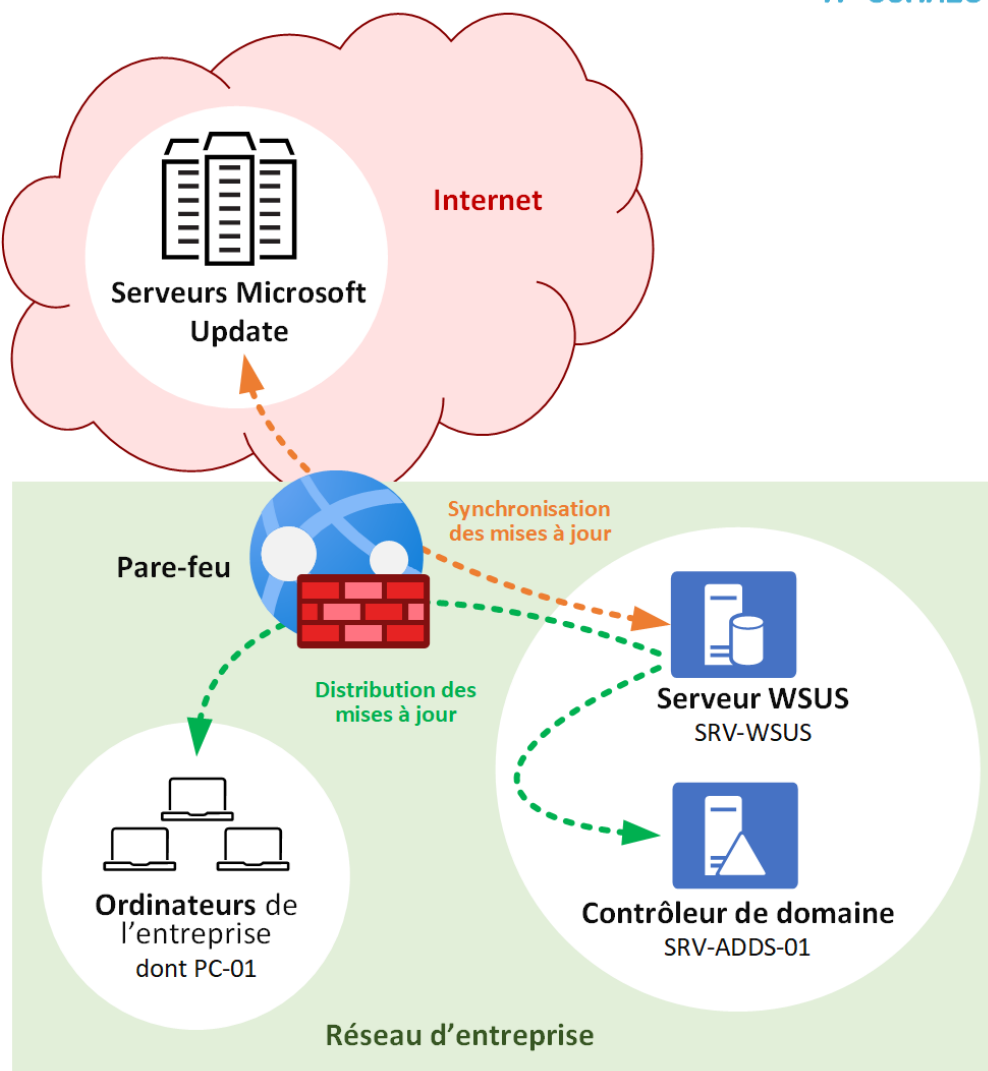 Internet
Serveurs Microsoft
Update
Synchronisation
des mises à jour
Pare-feu
Distribution des
mises à jour
Serveur WSUS
SRV-WSUS
Contrôleur de domaine
SRV-ADDS-01
Ordinateurs de
l'entreprise
dont PC-01
Réseau d'entreprise